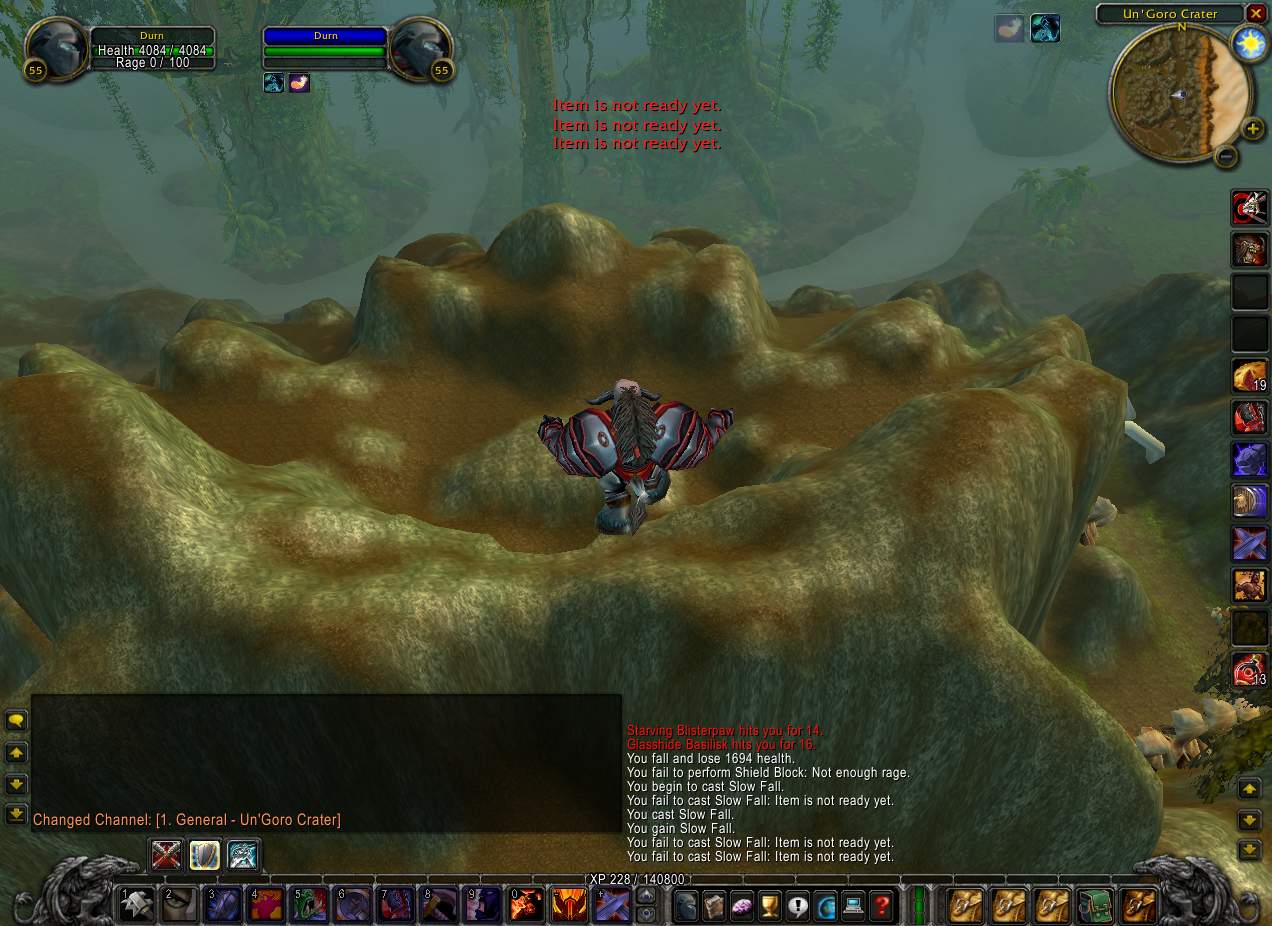 Durn
Health 4084 / 4084
Rage 0 / 100
55
Durn
55
Un'Goro Crater
N
Item is not ready yet.
Item is not ready yet.
Item is not ready yet.
19
13
Starving Blisterpaw hits you for 14.
Glasshide Basilisk hits you for 16.
You fall and lose 1694 health.
You fail to perform Shield Block: Not enough rage.
You begin to cast Slow Fall.
You fail to cast Slow Fall: Item is not ready yet.
You cast Slow Fall.
You gain Slow Fall.
You fail to cast Slow Fall: Item is not ready yet.
You fail to cast Slow Fall: Item is not ready yet.
Changed Channel: [1. General - Un'Goro Crater]
XP 228 / 140800
1 2 3 4 5 6 7 8 9 0 - +